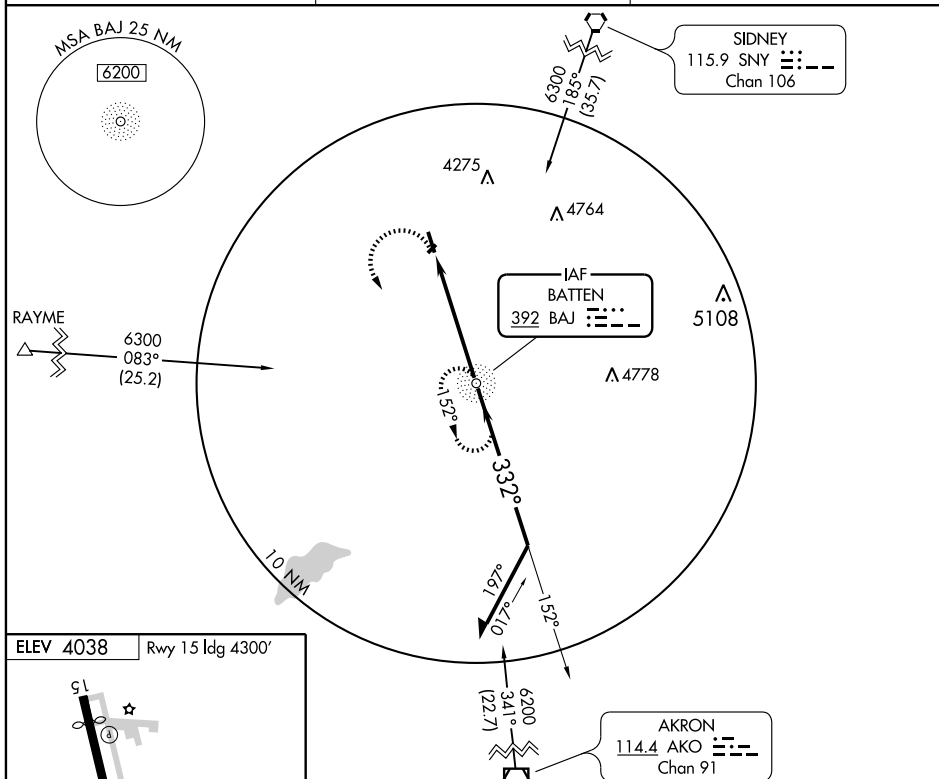 MSA BAJ 25 NM
6200
SIDNEY
115.9 SNY
Chan 106
6300
185°
(35.7)
4275
4764
IAF
BATTEN
392 BAJ
5108
RAYME
6300
083°
(25.2)
4778
152°
332°
10 NM
197°
017°
152°
ELEV 4038
Rwy 15 ldg 4300'
15
P
6200
341°
(22.7)
AKRON
114.4 AKO
Chan 91